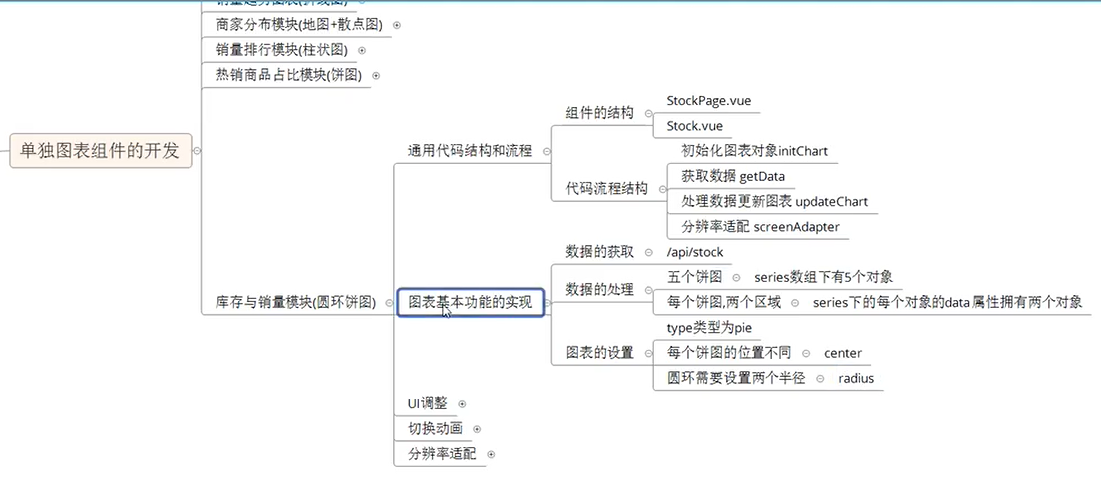 销量趋势图表(折线图)
商家分布模块(地图+散点图)
销量排行模块(柱状图)
热销商品占比模块(饼图)
单独图表组件的开发
库存与销量模块(圆环饼图)
通用代码结构和流程
组件的结构
StockPage.vue
Stock.vue
代码流程结构
初始化图表对象initChart
获取数据 getData
处理数据更新图表 updateChart
分辨率适配 screenAdapter
图表基本功能的实现
数据的获取
/api/stock
数据的处理
五个饼图
series数组下有5个对象
每个饼图,两个区域
series下的每个对象的data属性拥有两个对象
图表的设置
type类型为pie
每个饼图的位置不同
center
圆环需要设置两个半径
radius
UI调整
切换动画
分辨率适配